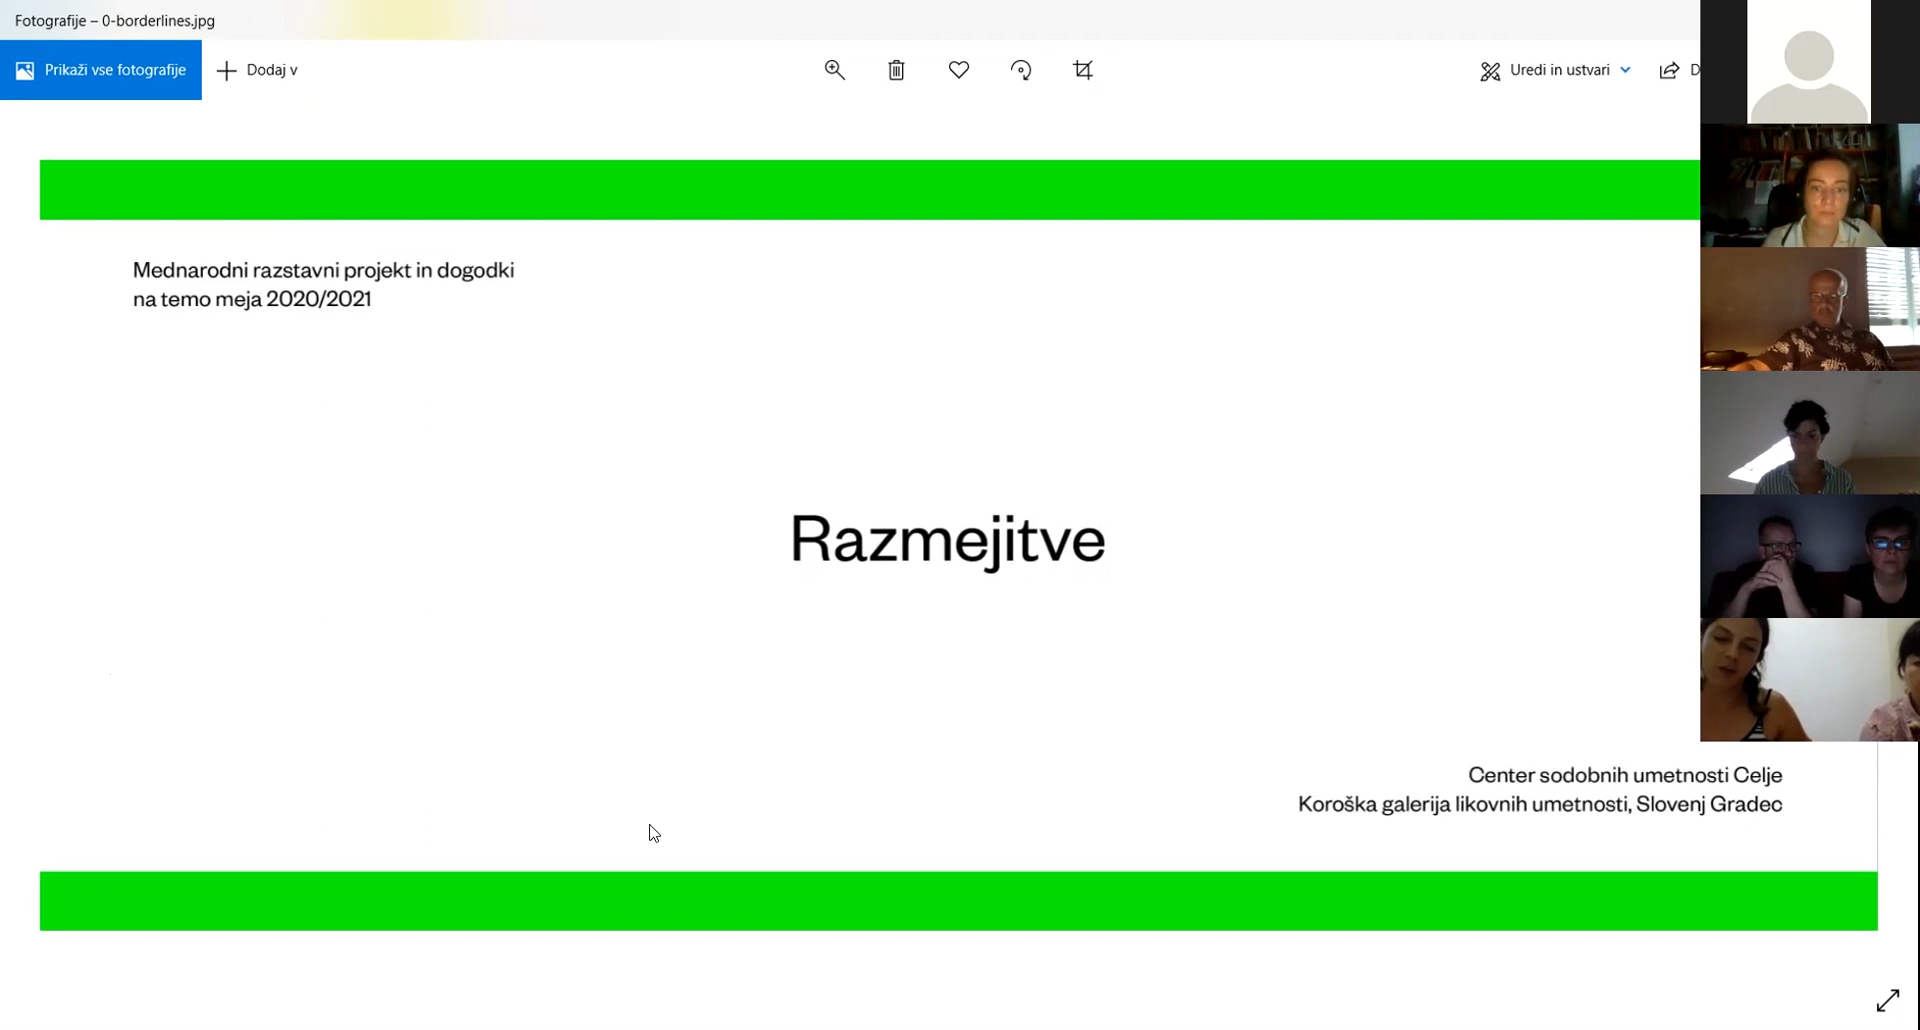 Fotografije – 0-borderlines.jpg
Prikaži vse fotografije
Dodaj v
Uredi in ustvari
D
Mednarodni razstavni projekt in dogodki
na temo meja 2020/2021
Razmejitve
Center sodobnih umetnosti Celje
Koroška galerija likovnih umetnosti, Slovenj Gradec